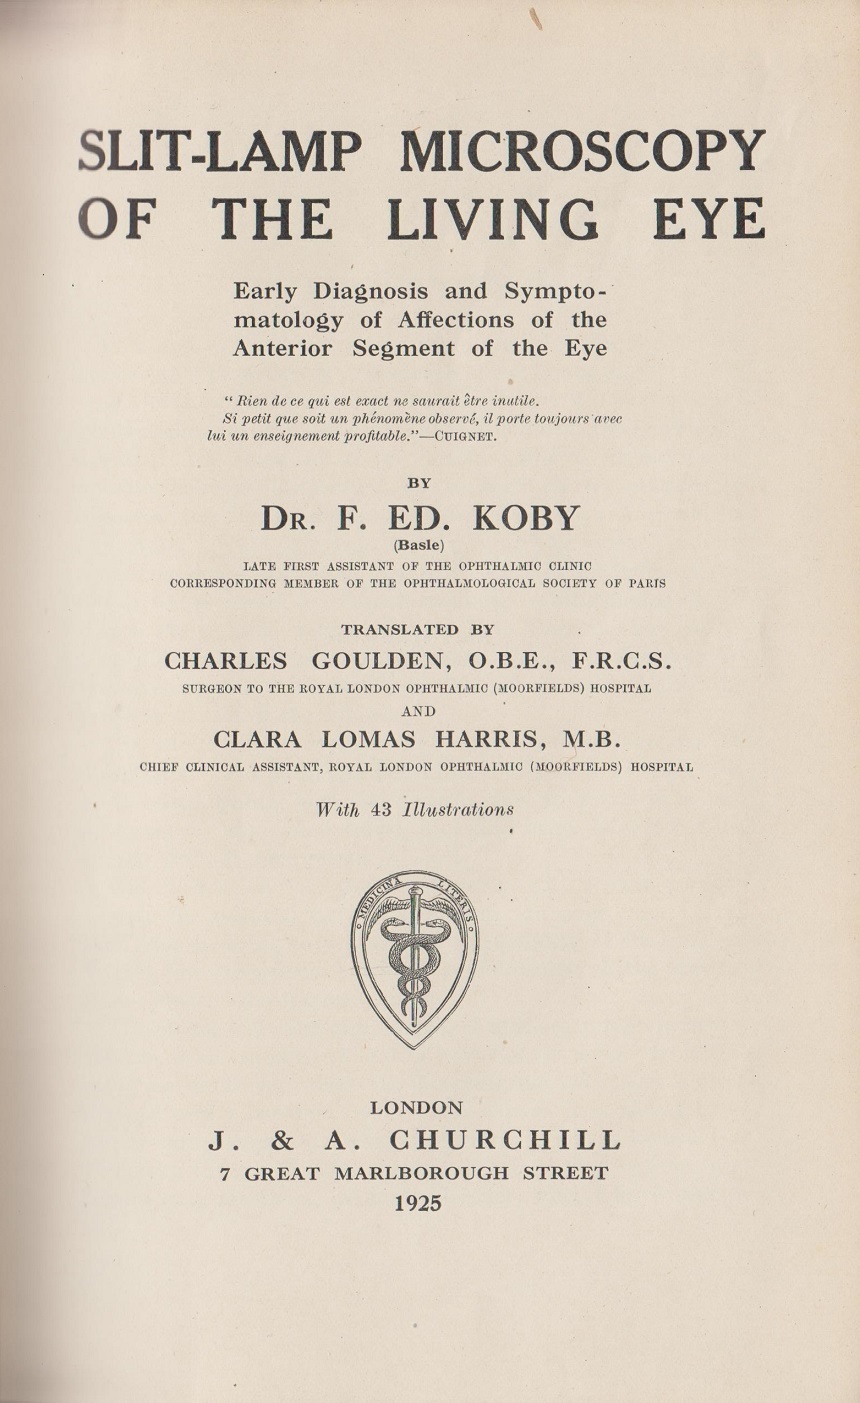 SLIT-LAMP MICROSCOPY
OF THE LIVING EYE
Early Diagnosis and Sympto-
matology of Affections of the
Anterior Segment of the Eye
“ Rien de ce qui est exact ne saurait être inutile.
Si petit que soit un phénomène observé, il porte toujours avec
lui un enseignement profitable.”—CUIGNET.
BY
DR. F. ED. KOBY
(Basle)
LATE FIRST ASSISTANT OF THE OPHTHALMIC CLINIC
CORRESPONDING MEMBER OF THE OPHTHALMOLOGICAL SOCIETY OF PARIS
TRANSLATED BY
CHARLES GOULDEN, O.B.E., F.R.C.S.
SURGEON TO THE ROYAL LONDON OPHTHALMIC (MOORFIELDS) HOSPITAL
AND
CLARA LOMAS HARRIS, M.B.
CHIEF CLINICAL ASSISTANT, ROYAL LONDON OPHTHALMIC (MOORFIELDS) HOSPITAL
With 43 Illustrations
MEDICINA LITERIS
LONDON
J. & A. CHURCHILL
7 GREAT MARLBOROUGH STREET
1925